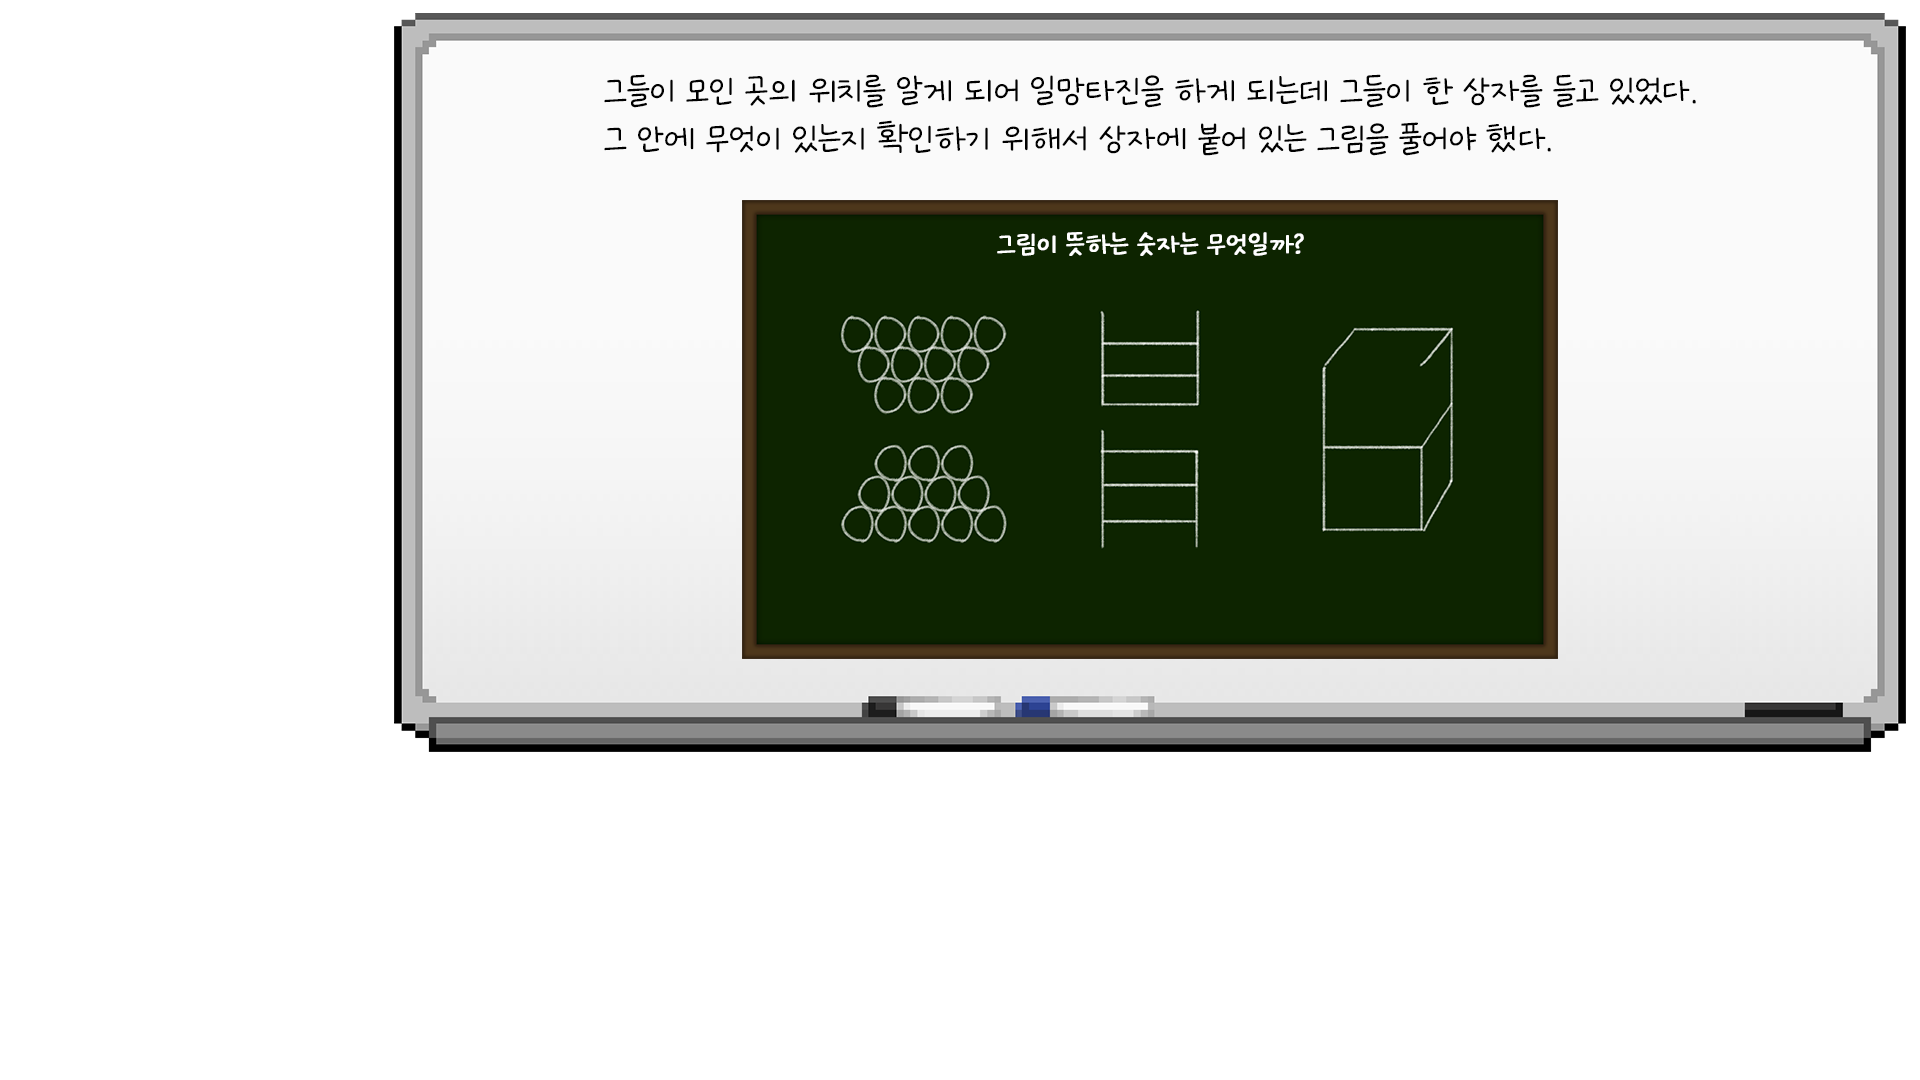 그들이 모인 곳의 위치를 알게 되어 일망타진을 하게 되는데 그들이 한 상자를 들고 있었다.
그 안에 무엇이 있는지 확인하기 위해서 상자에 붙어 있는 그림을 풀어야 했다.
그림이 뜻하는 숫자는 무엇일까?